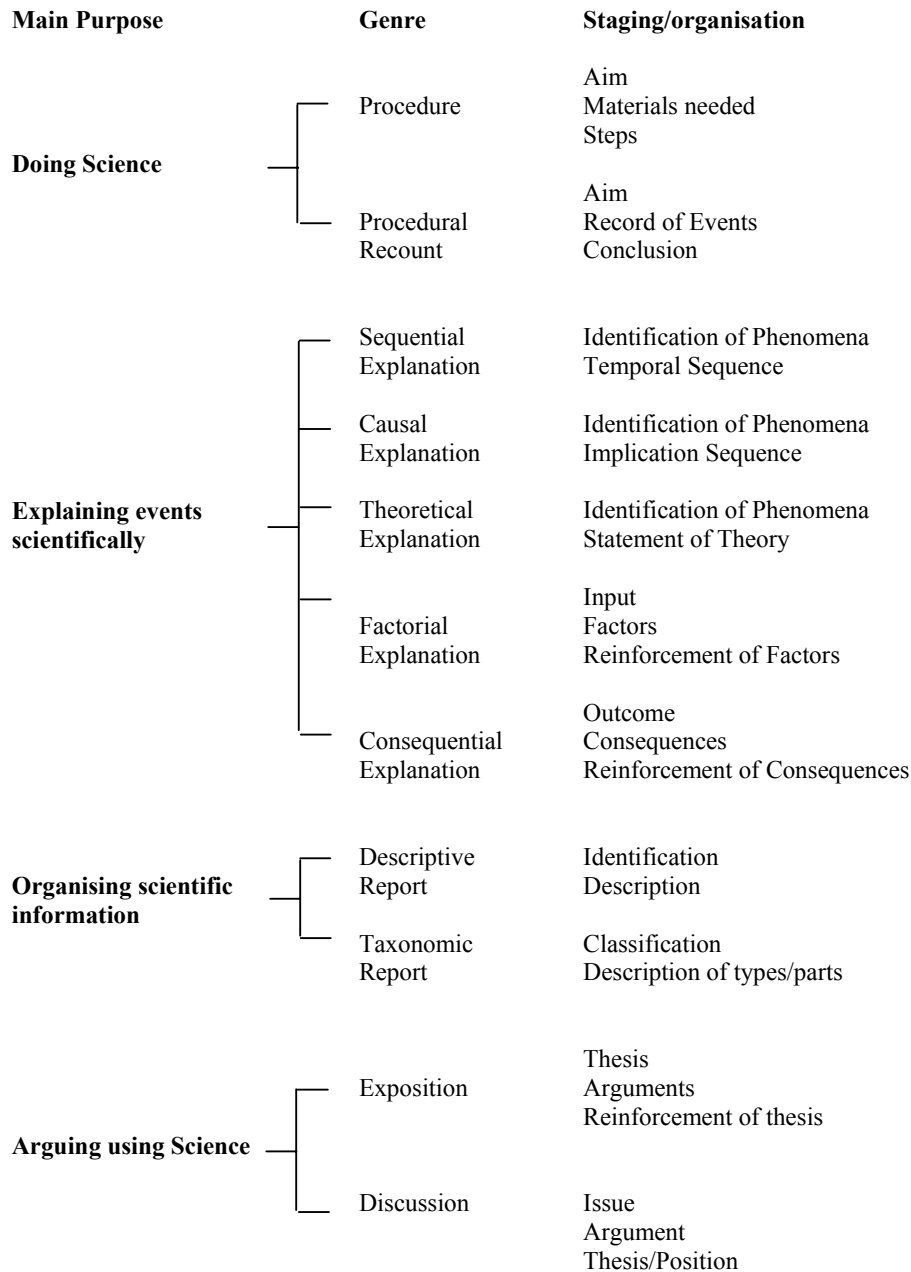 Main Purpose Genre Staging/organisation
Aim
Procedure Materials needed
Steps
Doing Science
Aim
Procedural Record of Events
Recount Conclusion
Sequential Identification of Phenomena
Explanation Temporal Sequence
Causal Identification of Phenomena
Explanation Implication Sequence
Explaining events Theoretical Identification of Phenomena
scientifically Explanation Statement of Theory
Input
Factorial Factors
Explanation Reinforcement of Factors
Outcome
Consequential Consequences
Explanation Reinforcement of Consequences
Descriptive Identification
Organising scientific Report Description
information
Taxonomic Classification
Report Description of types/parts
Thesis
Exposition Arguments
Reinforcement of thesis
Arguing using Science
Discussion Issue
Argument
Thesis/Position